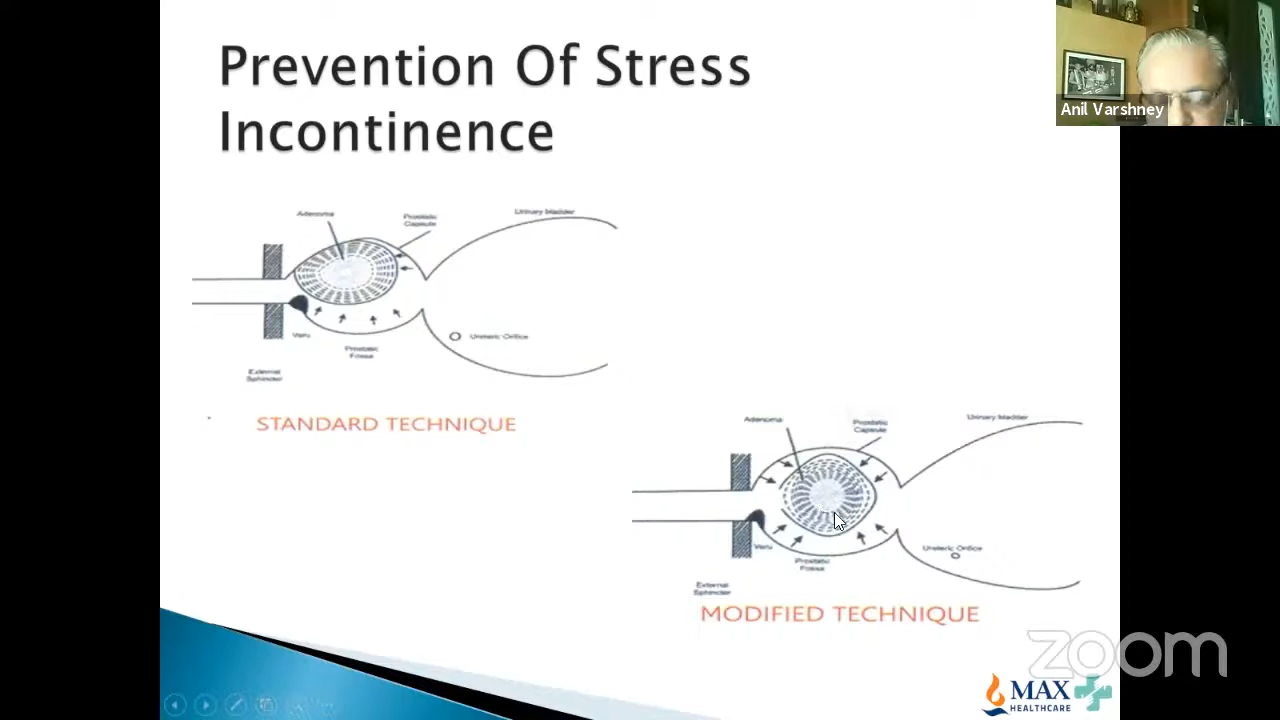 Prevention Of Stress
Incontinence
Anil Varshney
Adenoma
Prostatic
Capsule
Urinary bladder
Veru
Ureteric Orifice
Prostatic
Fossa
External
Sphincter
STANDARD TECHNIQUE
Adenoma
Prostatic
Capsule
Urinary bladder
Veru
Ureteric Orifice
Prostatic
Fossa
External
Sphincter
MODIFIED TECHNIQUE
zoom
MAX
HEALTHCARE